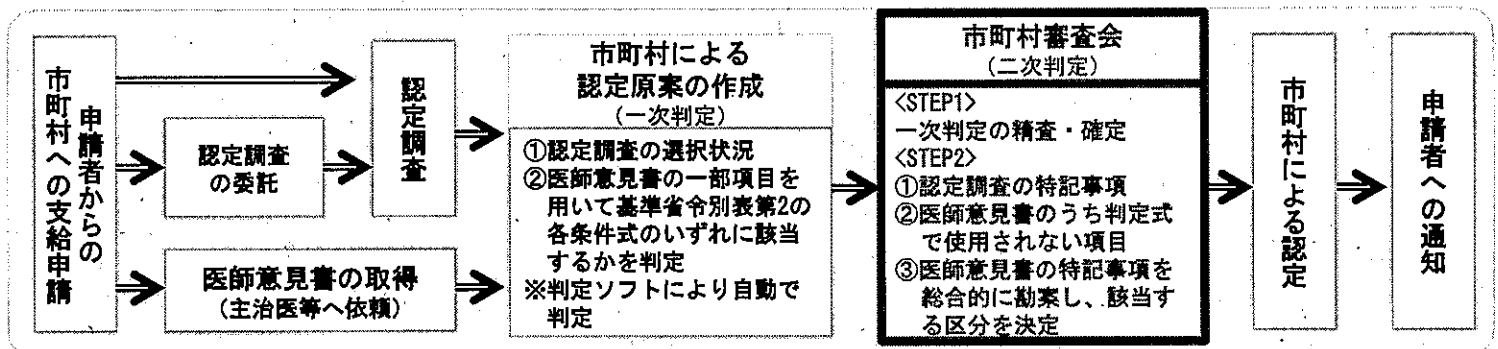 申請者からの
市町村への支給申請
認定調査
の委託
医師意見書の取得
(主治医等へ依頼)
認定調査
市町村による
認定原案の作成
(一次判定)
①認定調査の選択状況
②医師意見書の一部項目を
用いて基準省令別表第2の
各条件式のいずれに該当
するかを判定
※判定ソフトにより自動で
判定
市町村審査会
(二次判定)
<STEP1>
一次判定の精査・確定
<STEP2>
①認定調査の特記事項
②医師意見書のうち判定式
で使用されない項目
③医師意見書の特記事項を
総合的に勘案し、該当す
る区分を決定
市町村による認定
申請者への通知